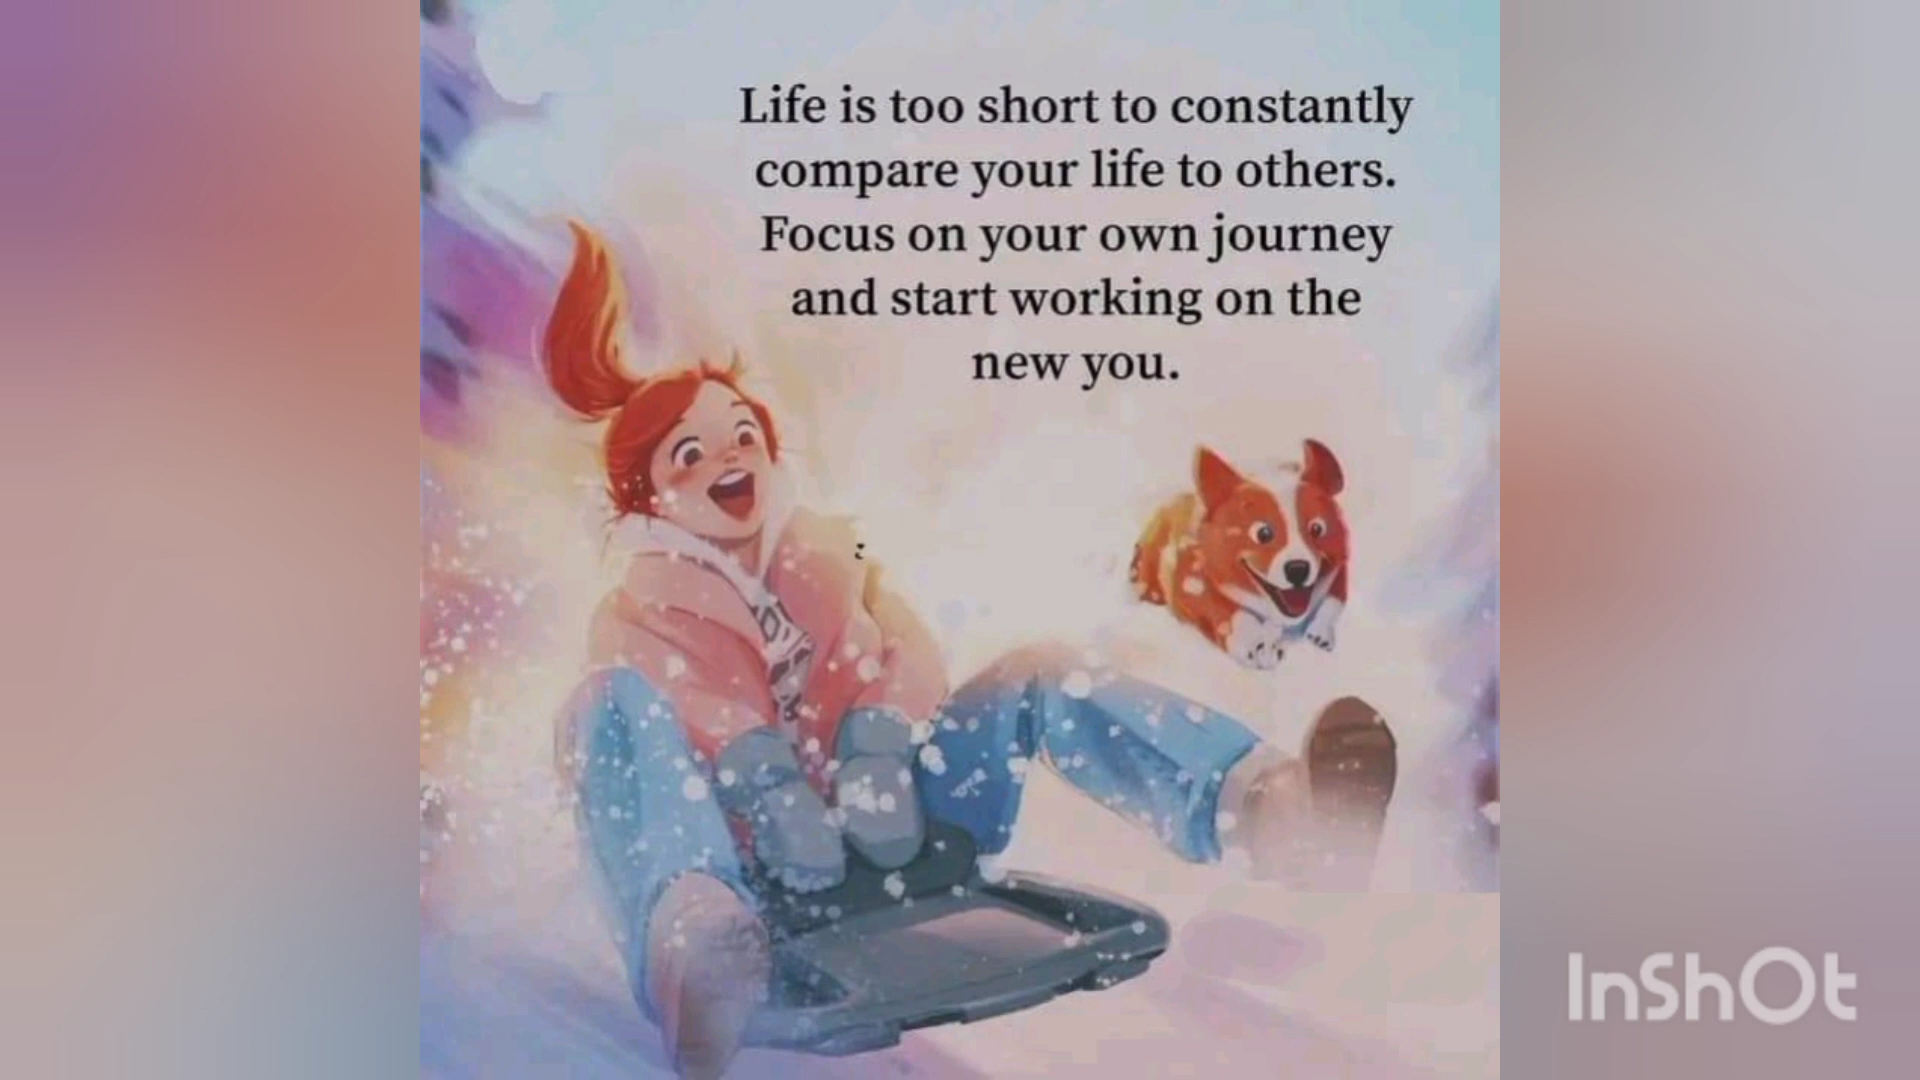 Life is too short to constantly
compare your life to others.
Focus on your own journey
and start working on the
new you.
InShOt